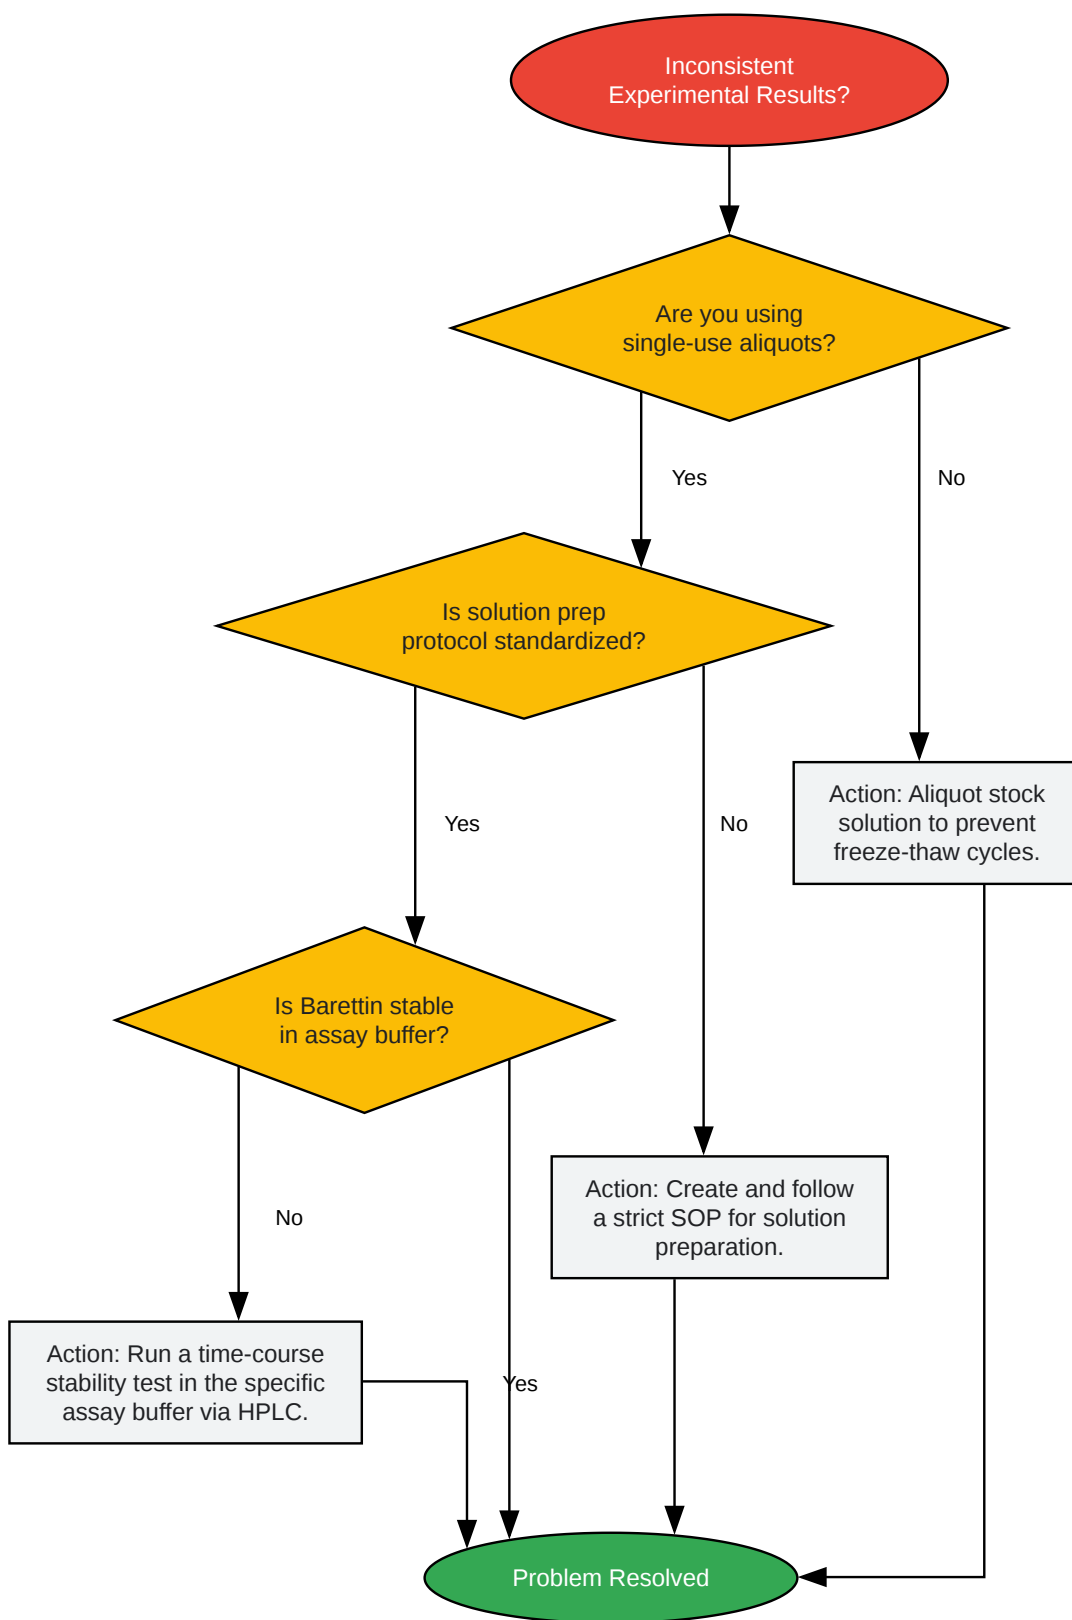 Inconsistent
Experimental Results?
Are you using
single-use aliquots?
Yes
No
Is solution prep
protocol standardized?
Yes
No
Action: Aliquot stock
solution to prevent
freeze-thaw cycles.
Is Barettin stable
in assay buffer?
No
Yes
Action: Create and follow
a strict SOP for solution
preparation.
Action: Run a time-course
stability test in the specific
assay buffer via HPLC.
Problem Resolved